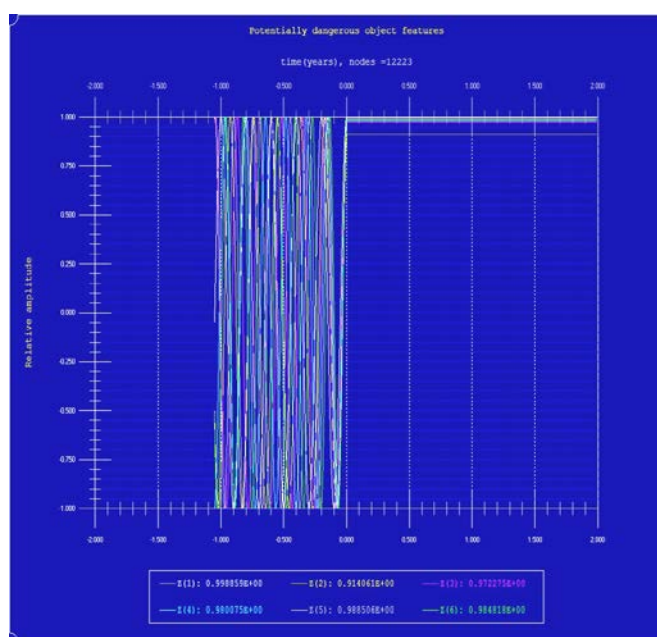 Potentially dangerous object features
time(years), nodes =12223
-2.000 -1.500 -1.000 -0.500 0.000 0.500 1.000 1.500 2.000
1.000
0.750
0.500
0.250
0.000
-0.250
-0.500
-0.750
-1.000
Relative amplitude
-2.000 -1.500 -1.000 -0.500 0.000 0.500 1.000 1.500 2.000
Z(1): 0.998859E+00 Z(2): 0.914061E+00 Z(3): 0.972275E+00
Z(4): 0.980075E+00 Z(5): 0.988506E+00 Z(6): 0.984818E+00